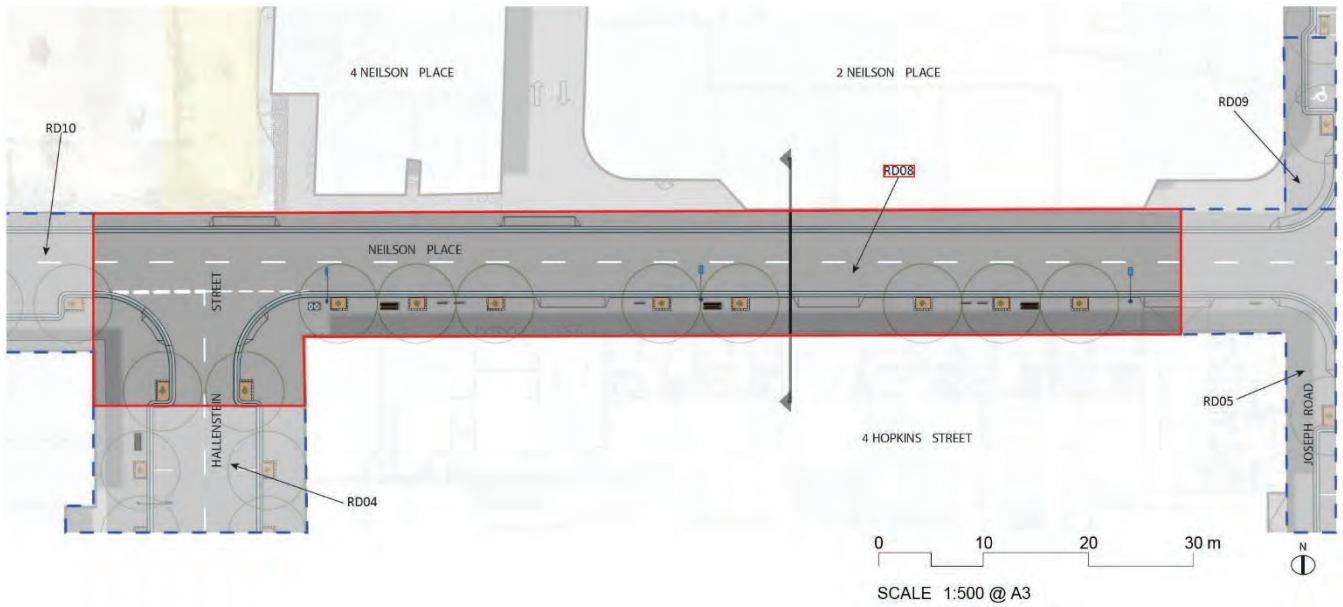 4 NEILSON PLACE
2 NEILSON PLACE
RD10
RD09
RD08
NEILSON PLACE
HALLENSTEIN STREET
RD05
JOSEPH ROAD
4 HOPKINS STREET
RD04
0 10 20 30 m
SCALE 1:500 @ A3
N